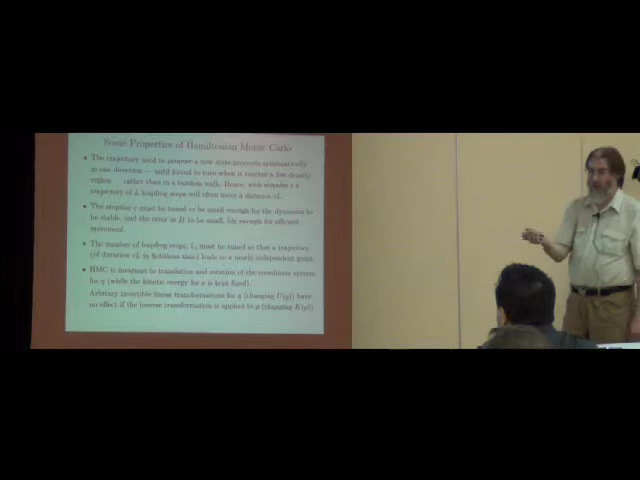 Some Properties of Hamiltonian Monte Carlo
• The trajectory used to propose a new state proceeds systematically
in one direction — until forced to turn when it reaches a low density
region — rather than in a random walk. Hence, with stepsize ε a
trajectory of L leapfrog steps will often move a distance εL.
• The stepsize ε must be tuned to be small enough for the dynamics to
be stable, and the error in H to be small, big enough for efficient
movement.
• The number of leapfrog steps, L, must be tuned so that a trajectory
(of duration εL in fictitious time) leads to a nearly independent point.
• HMC is invariant to translation and rotation of the coordinate system
for q (while the kinetic energy for p is kept fixed).
Arbitrary invertible linear transformations for q (changing U(q)) have
no effect if the inverse transformation is applied to p (changing K(p))